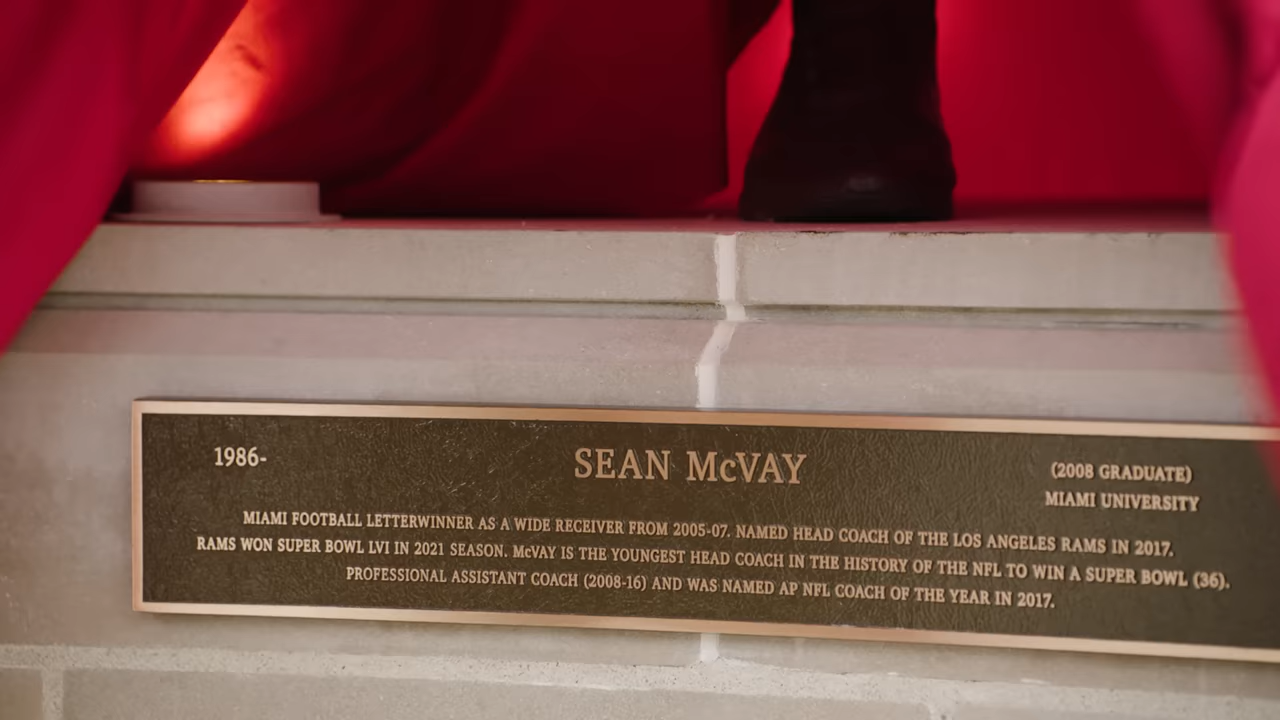 1986-
SEAN McVAY
(2008 GRADUATE)
MIAMI UNIVERSITY
MIAMI FOOTBALL LETTERWINNER AS A WIDE RECEIVER FROM 2005-07. NAMED HEAD COACH OF THE LOS ANGELES RAMS IN 2017.
RAMS WON SUPER BOWL LVI IN 2021 SEASON. McVAY IS THE YOUNGEST HEAD COACH IN THE HISTORY OF THE NFL TO WIN A SUPER BOWL (36).
PROFESSIONAL ASSISTANT COACH (2008-16) AND WAS NAMED AP NFL COACH OF THE YEAR IN 2017.